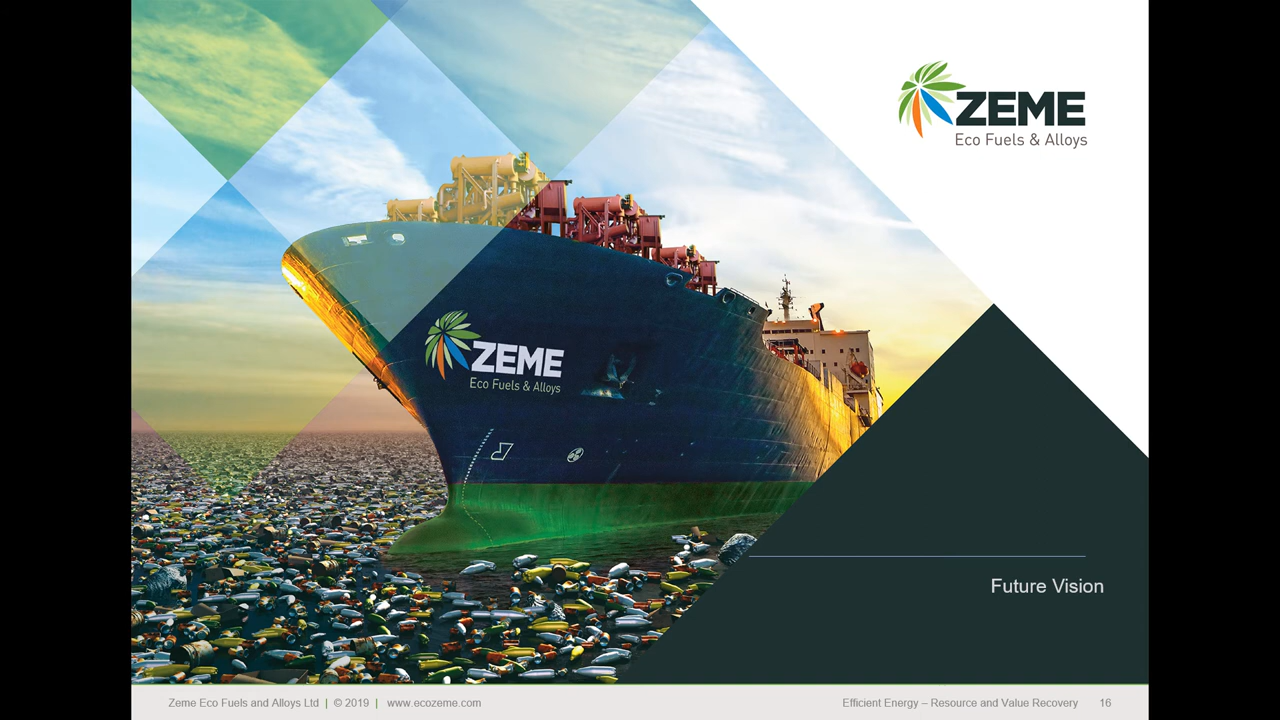 ZEME
Eco Fuels & Alloys
ZEME
Eco Fuels & Alloys
Future Vision
Zeme Eco Fuels and Alloys Ltd | © 2019 | www.ecozeme.com
Efficient Energy – Resource and Value Recovery 16